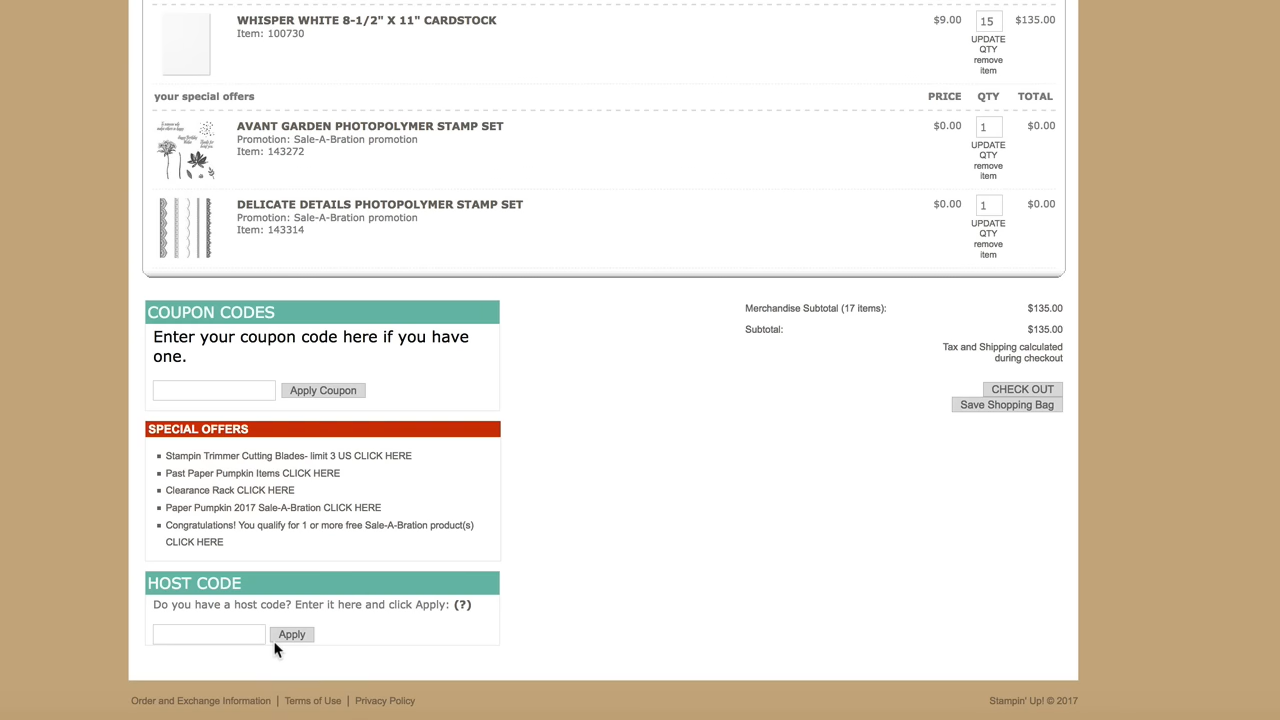 WHISPER WHITE 8-1/2" X 11" CARDSTOCK $9.00 15 $135.00
Item: 100730
UPDATE
QTY
remove
item
your special offers PRICE QTY TOTAL
AVANT GARDEN PHOTOPOLYMER STAMP SET $0.00 1 $0.00
Promotion: Sale-A-Bration promotion
Item: 143272
UPDATE
QTY
remove
item
DELICATE DETAILS PHOTOPOLYMER STAMP SET $0.00 1 $0.00
Promotion: Sale-A-Bration promotion
Item: 143314
UPDATE
QTY
remove
item
COUPON CODES
Enter your coupon code here if you have
one.
Apply Coupon
Merchandise Subtotal (17 items): $135.00
Subtotal: $135.00
Tax and Shipping calculated
during checkout
CHECK OUT
Save Shopping Bag
SPECIAL OFFERS
Stampin Trimmer Cutting Blades- limit 3 US CLICK HERE
Past Paper Pumpkin Items CLICK HERE
Clearance Rack CLICK HERE
Paper Pumpkin 2017 Sale-A-Bration CLICK HERE
Congratulations! You qualify for 1 or more free Sale-A-Bration product(s)
CLICK HERE
HOST CODE
Do you have a host code? Enter it here and click Apply: (?)
Apply
Order and Exchange Information | Terms of Use | Privacy Policy Stampin' Up! © 2017